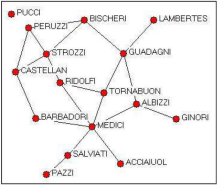 PUCCI
BISCHERI
LAMBERTES
PERUZZI
STROZZI
GUADAGNI
CASTELLAN
RIDOLFI
TORNABUON
ALBIZZI
BARBADORI
MEDICI
GINORI
SALVIATI
ACCIAIUOL
PAZZI